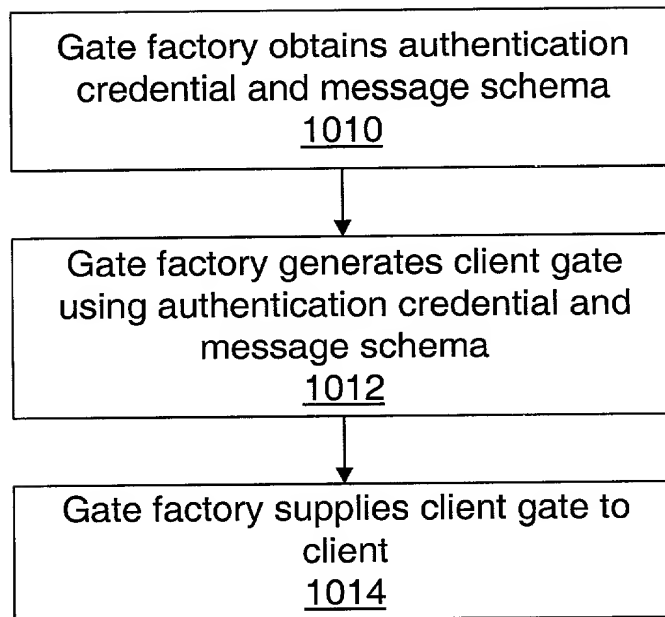 Gate factory obtains authentication
credential and message schema
1010
Gate factory generates client gate
using authentication credential and
message schema
1012
Gate factory supplies client gate to
client
1014